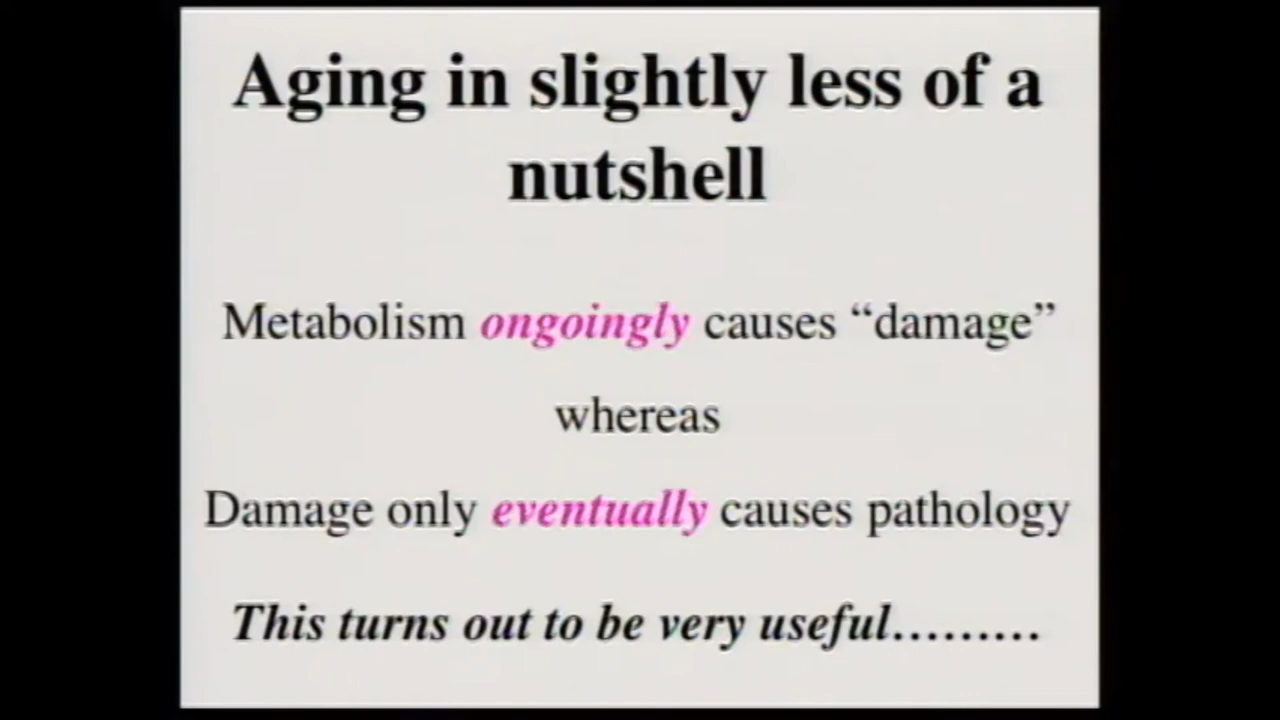 Aging in slightly less of a
nutshell
Metabolism ongoingly causes “damage”
whereas
Damage only eventually causes pathology
This turns out to be very useful.........